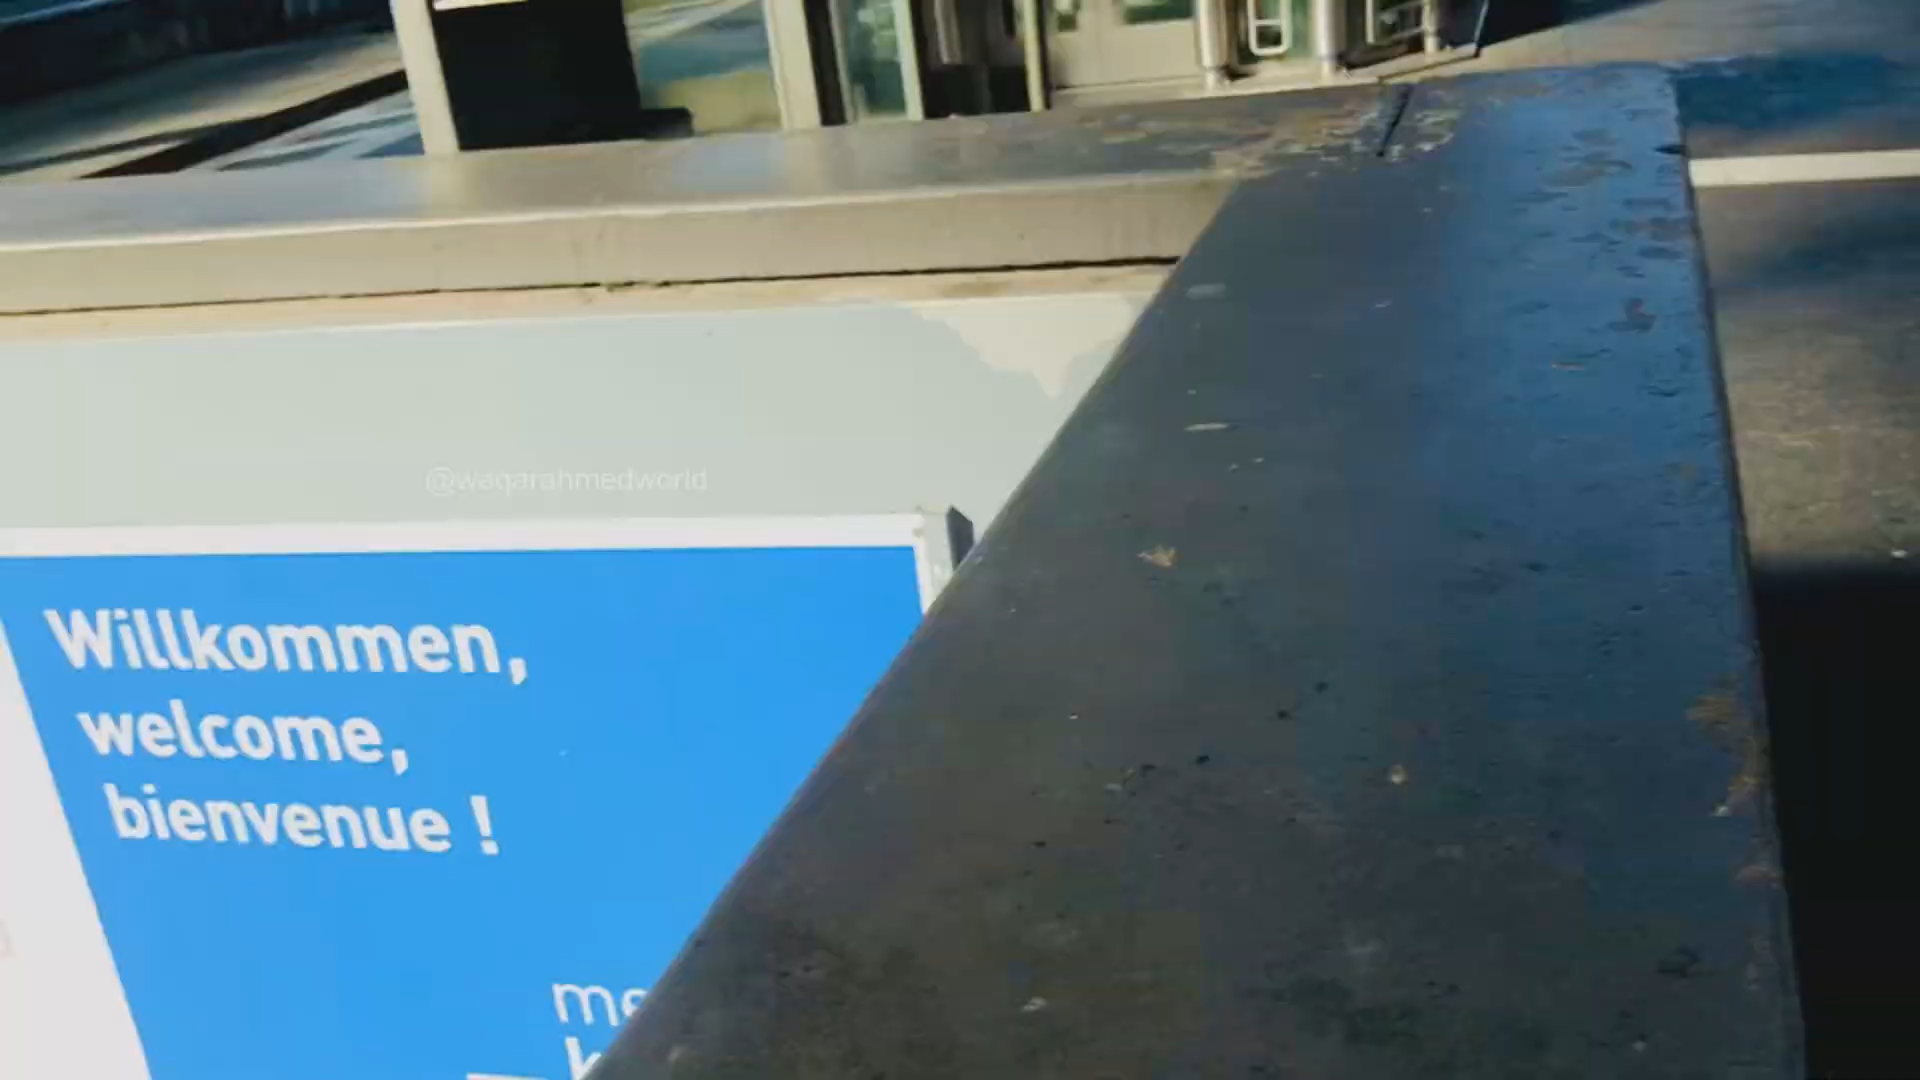 @waqarahmedworld
Willkommen,
welcome,
bienvenue !